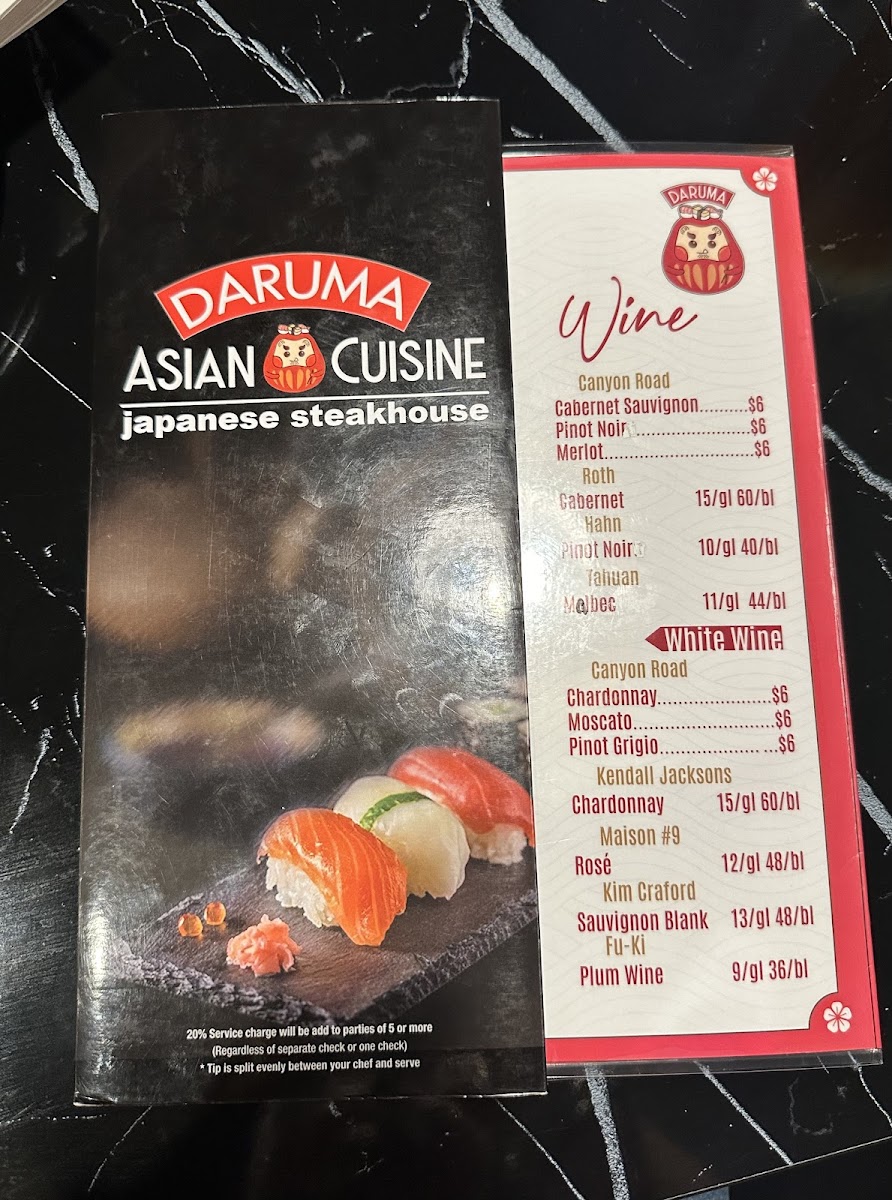 DARUMA
ASIAN CUISINE
japanese steakhouse
20% Service charge will be add to parties of 5 or more
(Regardless of separate check or one check)
* Tip is split evenly between your chef and serve
DARUMA
Wine
Canyon Road
Cabernet Sauvignon..........$6
Pinot Noir.......................$6
Merlot..............................$6
Roth
Cabernet 15/gl 60/bl
Hahn
Pinot Noir. 10/gl 40/bl
Tahuan
Malbec 11/gl 44/bl
White Wine
Canyon Road
Chardonnay.......................$6
Moscato............................$6
Pinot Grigio.................... ...$6
Kendall Jacksons
Chardonnay 15/gl 60/bl
Maison #9
Rosé 12/gl 48/bl
Kim Craford
Sauvignon Blank 13/gl 48/bl
Fu-Ki
Plum Wine 9/gl 36/bl